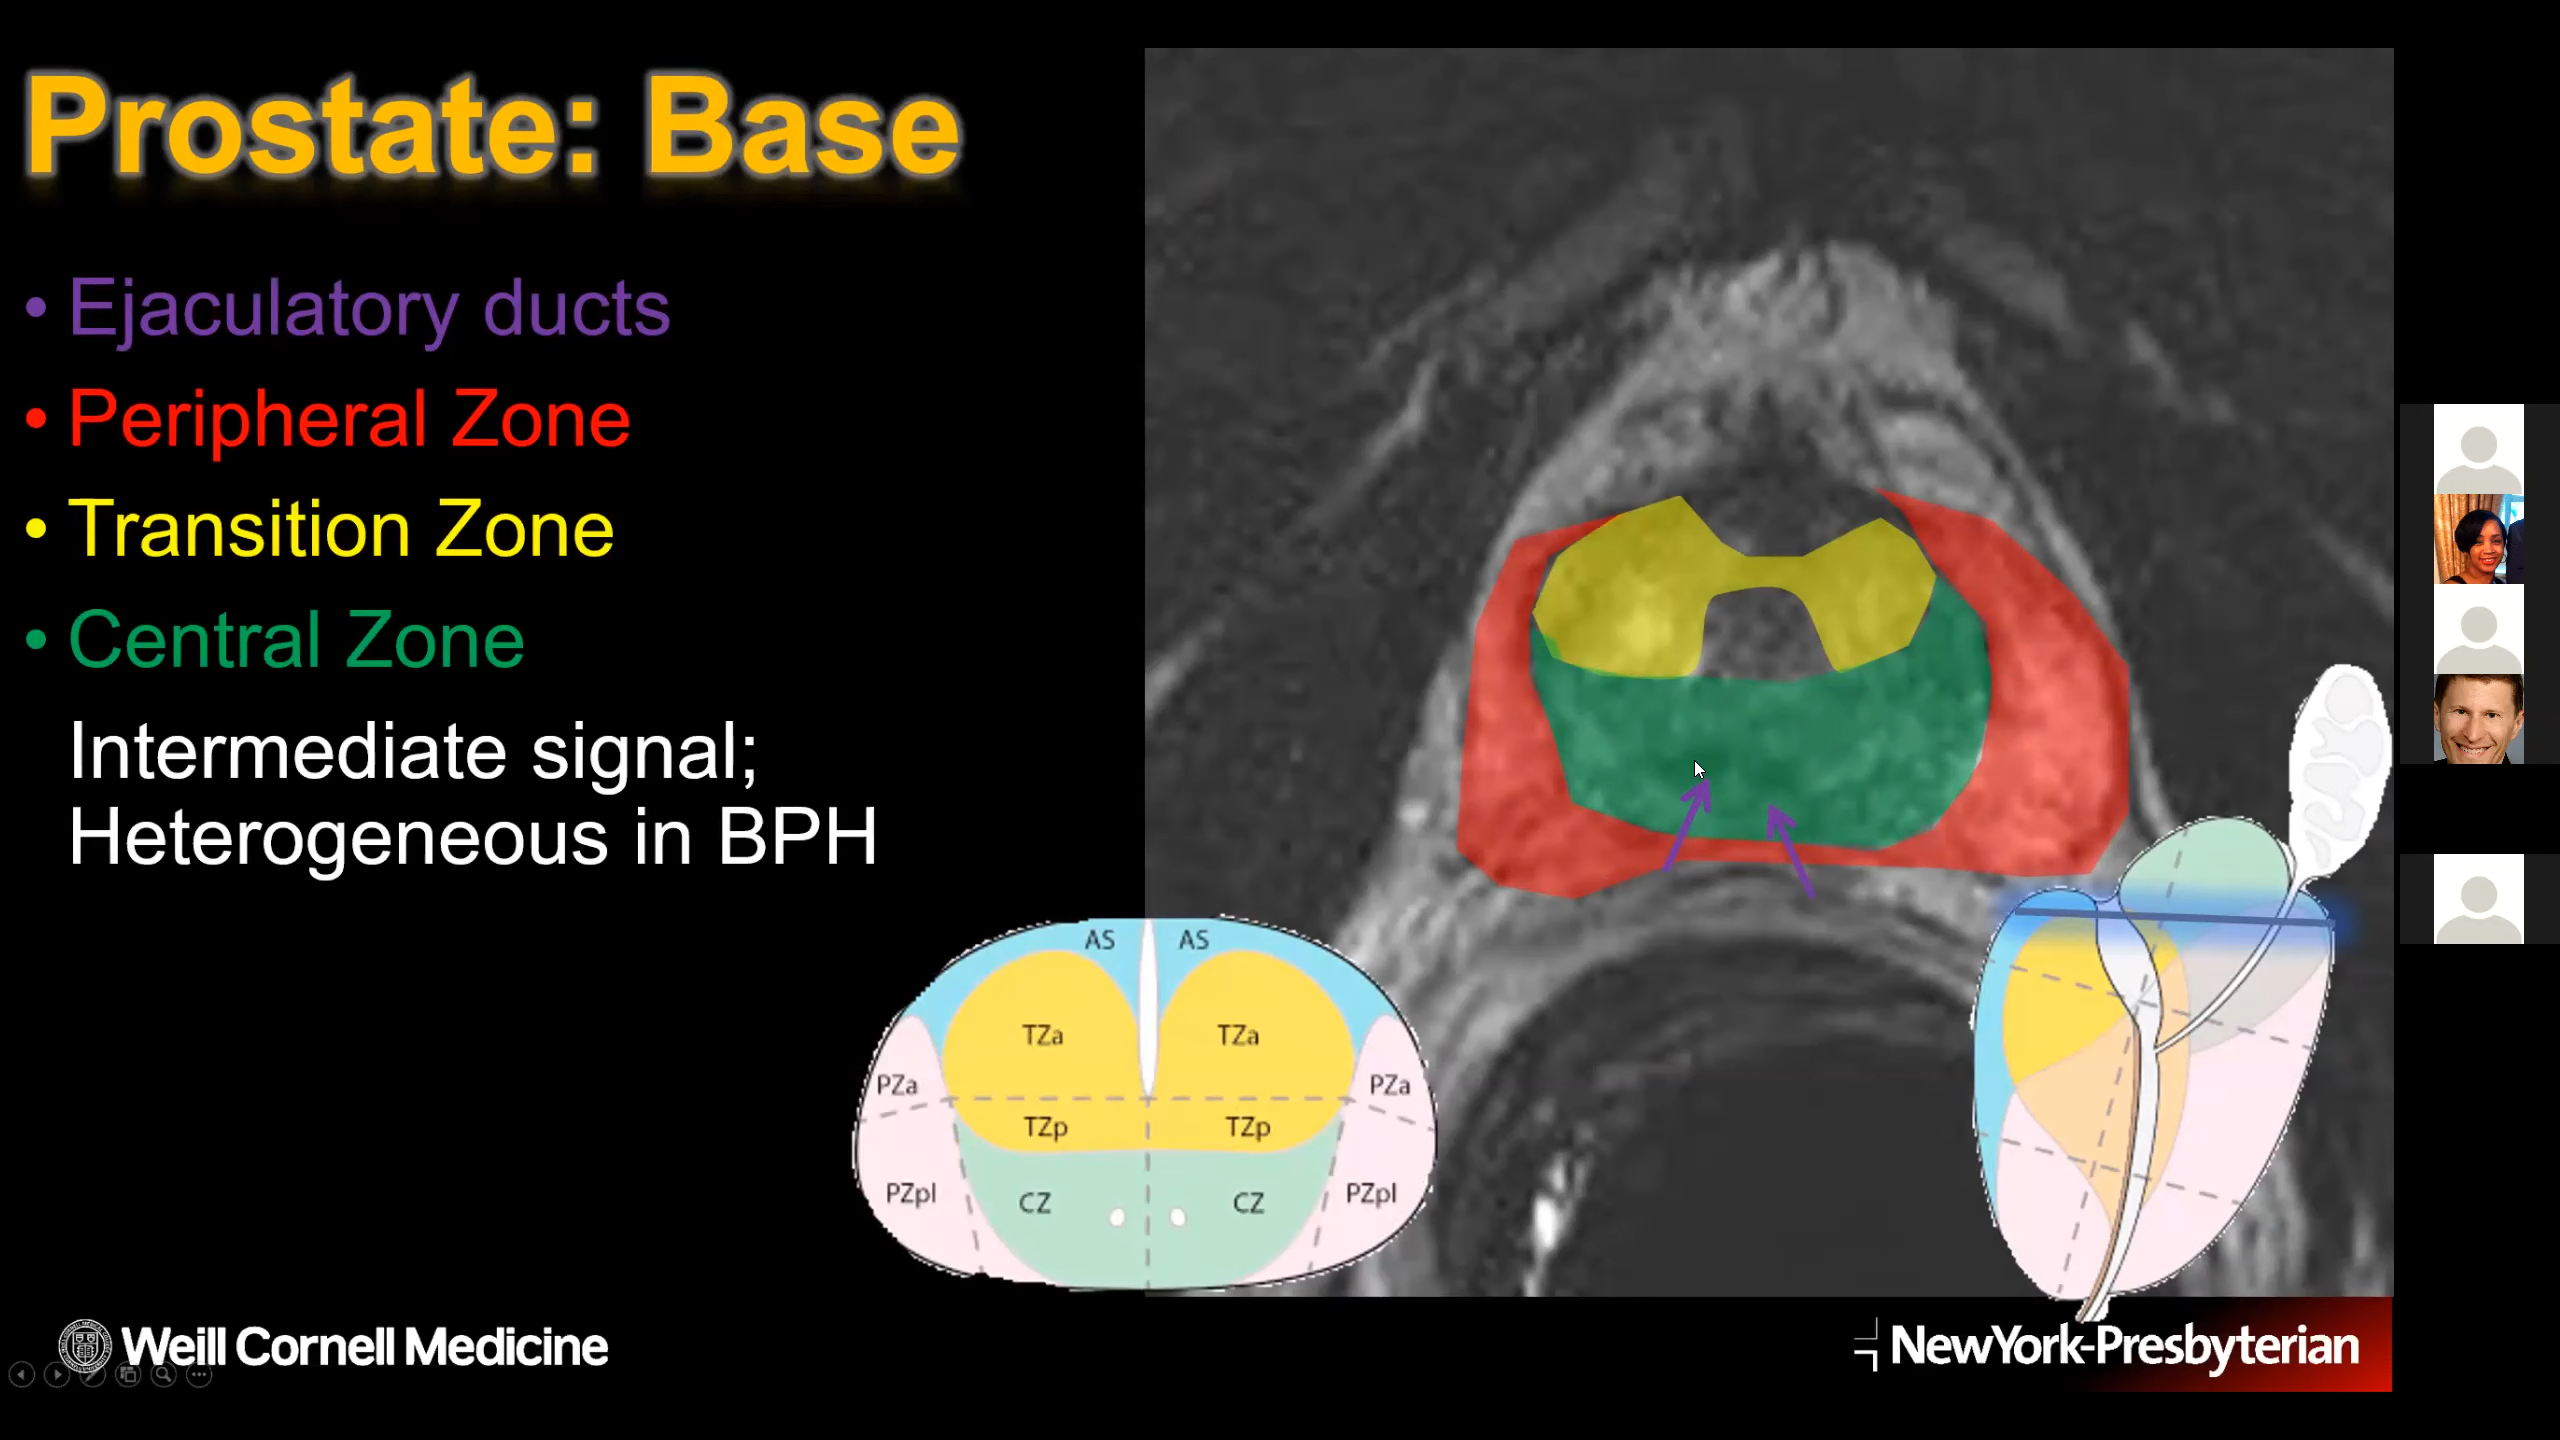 Prostate: Base
• Ejaculatory ducts
• Peripheral Zone
• Transition Zone
• Central Zone
Intermediate signal;
Heterogeneous in BPH
AS AS
TZa TZa
PZa PZa
TZp TZp
PZpl CZ CZ PZpl
Weill Cornell Medicine
NewYork-Presbyterian